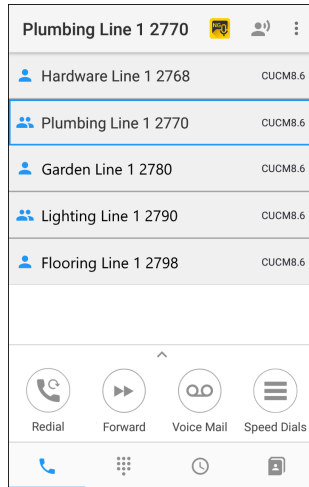 Plumbing Line 1 2770
Hardware Line 1 2768 CUCM8.6
Plumbing Line 1 2770 CUCM8.6
Garden Line 1 2780 CUCM8.6
Lighting Line 1 2790 CUCM8.6
Flooring Line 1 2798 CUCM8.6
Redial Forward Voice Mail Speed Dials